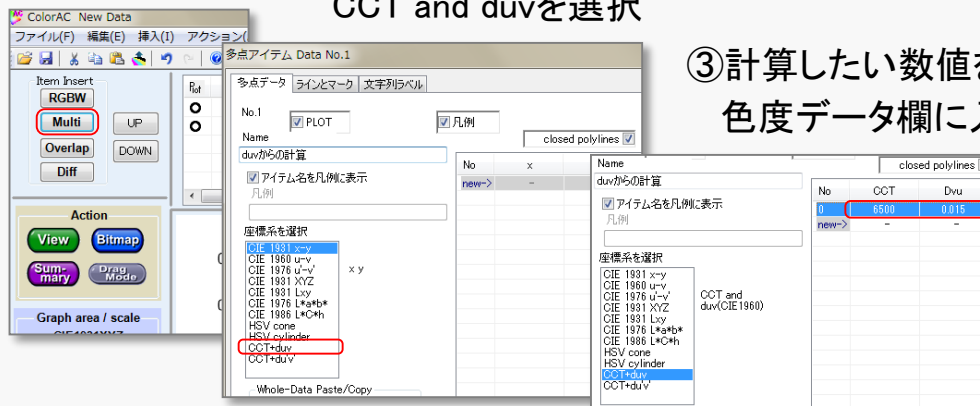 CCT and duvを選択
③計算したい数値を
色度データ欄に入
ColorAC New Data
ファイル(F) 編集(E) 挿入(I) アクション(
Item Insert
RGBW
Multi
UP
Overlap
DOWN
Diff
Plot
Action
View
Bitmap
Sum-
mary
Drag
Mode
Graph area / scale
多点アイテム Data No.1
多点データ ラインとマーク 文字列ラベル
No.1
PLOT
凡例
Name
closed polylines
duvからの計算
アイテム名を凡例に表示
凡例
座標系を選択
CIE 1931 x-y
CIE 1960 u-v
CIE 1976 u'-v'
CIE 1931 XYZ
CIE 1931 Lxy
CIE 1976 L*a*b*
CIE 1986 L*C*h
HSV cone
HSV cylinder
CCT+duv
CCT+du'v'
x y
Whole-Data Paste/Copy
No x
new-> -
Name
closed polylines
duvからの計算
アイテム名を凡例に表示
凡例
座標系を選択
CIE 1931 x-y
CIE 1960 u-v
CIE 1976 u'-v'
CIE 1931 XYZ
CIE 1931 Lxy
CIE 1976 L*a*b*
CIE 1986 L*C*h
HSV cone
HSV cylinder
CCT+duv
CCT+du'v'
CCT and
duv(CIE1960)
No CCT Dvu
0 6500 0.015
new-> - -